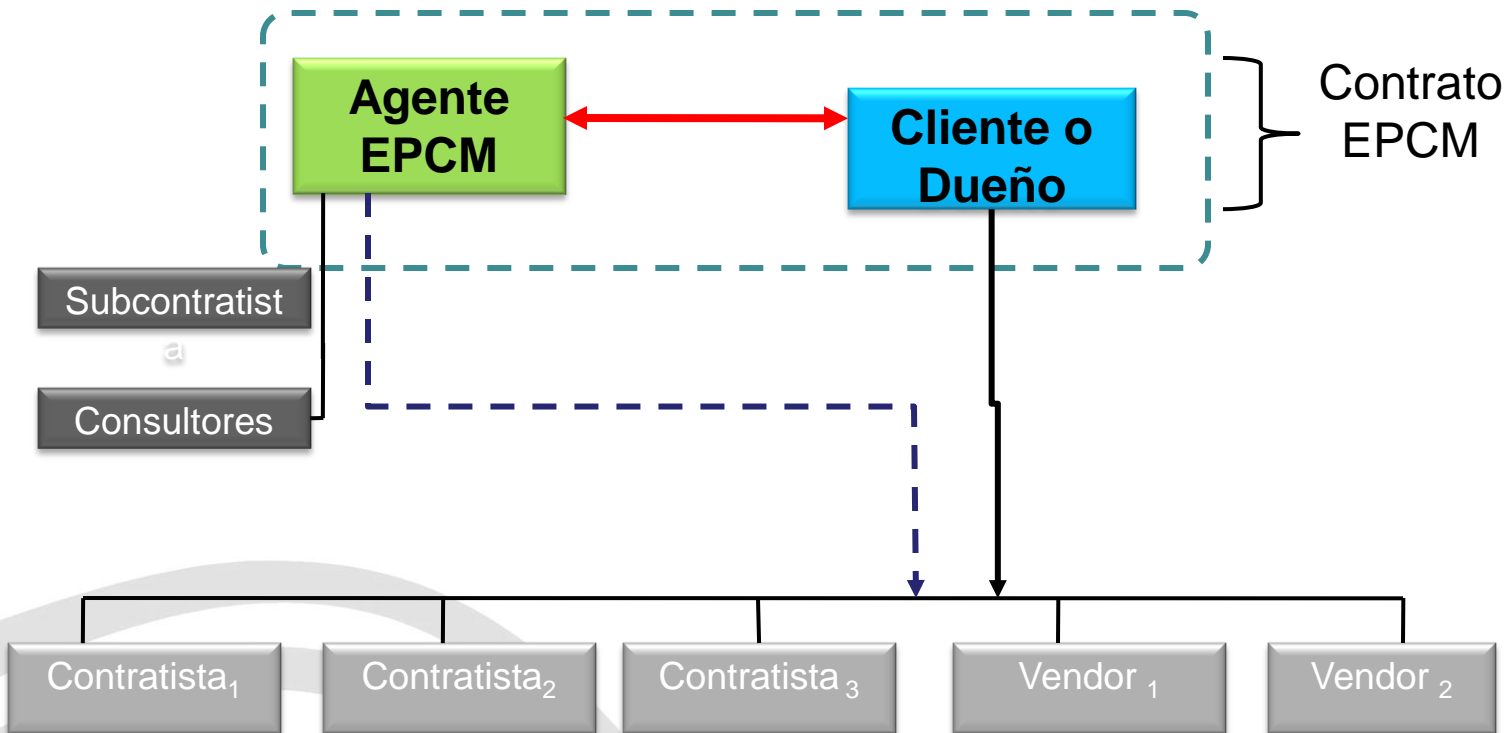 Agente
EPCM
Cliente o
Dueño
Contrato
EPCM
Subcontratist
a
Consultores
Contratista₁
Contratista₂
Contratista ₃
Vendor ₁
Vendor ₂